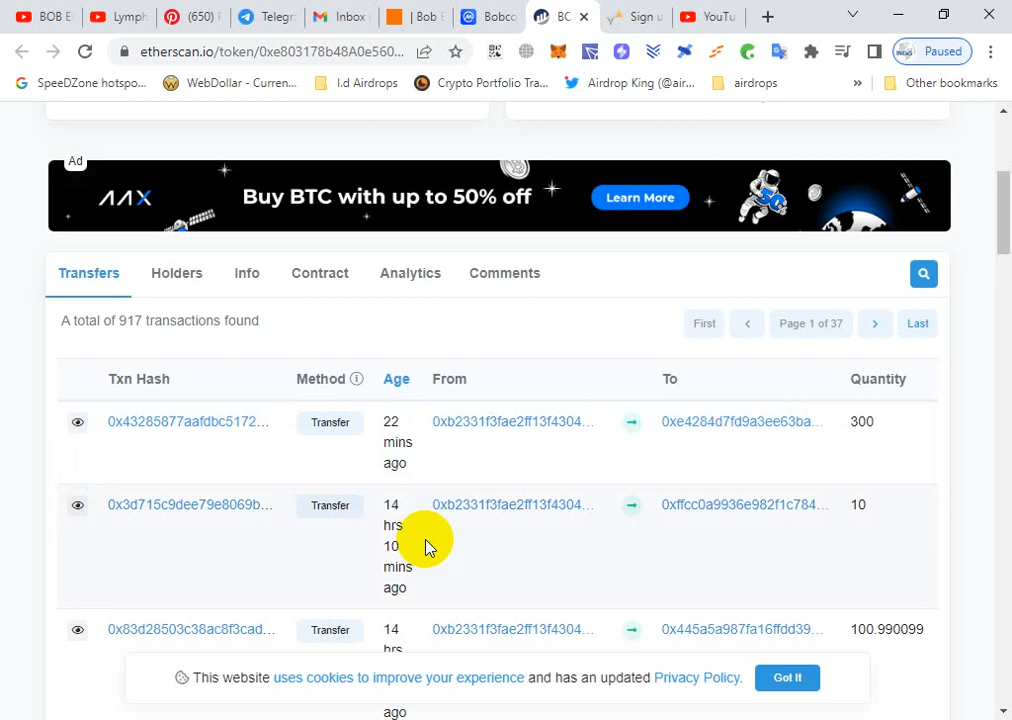 BOB E
Lymph
(650)
Telegr
Inbox
| Bob
Bobco
BC
Sign u
YouTu
etherscan.io/token/0xe803178b48A0e560...
Paused
SpeeDZone hotspo...
WebDollar - Curren...
I.d Airdrops
Crypto Portfolio Tra...
Airdrop King (@air...
airdrops
»
Other bookmarks
Ad
AAX
Buy BTC with up to 50% off
Learn More
Transfers
Holders
Info
Contract
Analytics
Comments
A total of 917 transactions found
First
Page 1 of 37
Last
Txn Hash
Method
Age
From
To
Quantity
0x43285877aafdbc5172...
Transfer
22
mins
ago
0xb2331f3fae2ff13f4304...
0xe4284d7fd9a3ee63ba...
300
0x3d715c9dee79e8069b...
Transfer
14
hrs
10
mins
ago
0xb2331f3fae2ff13f4304...
0xffcc0a9936e982f1c784...
10
0x83d28503c38ac8f3cad...
Transfer
14
hrs
ago
0xb2331f3fae2ff13f4304...
0x445a5a987fa16ffdd39...
100.990099
This website uses cookies to improve your experience and has an updated Privacy Policy.
Got It